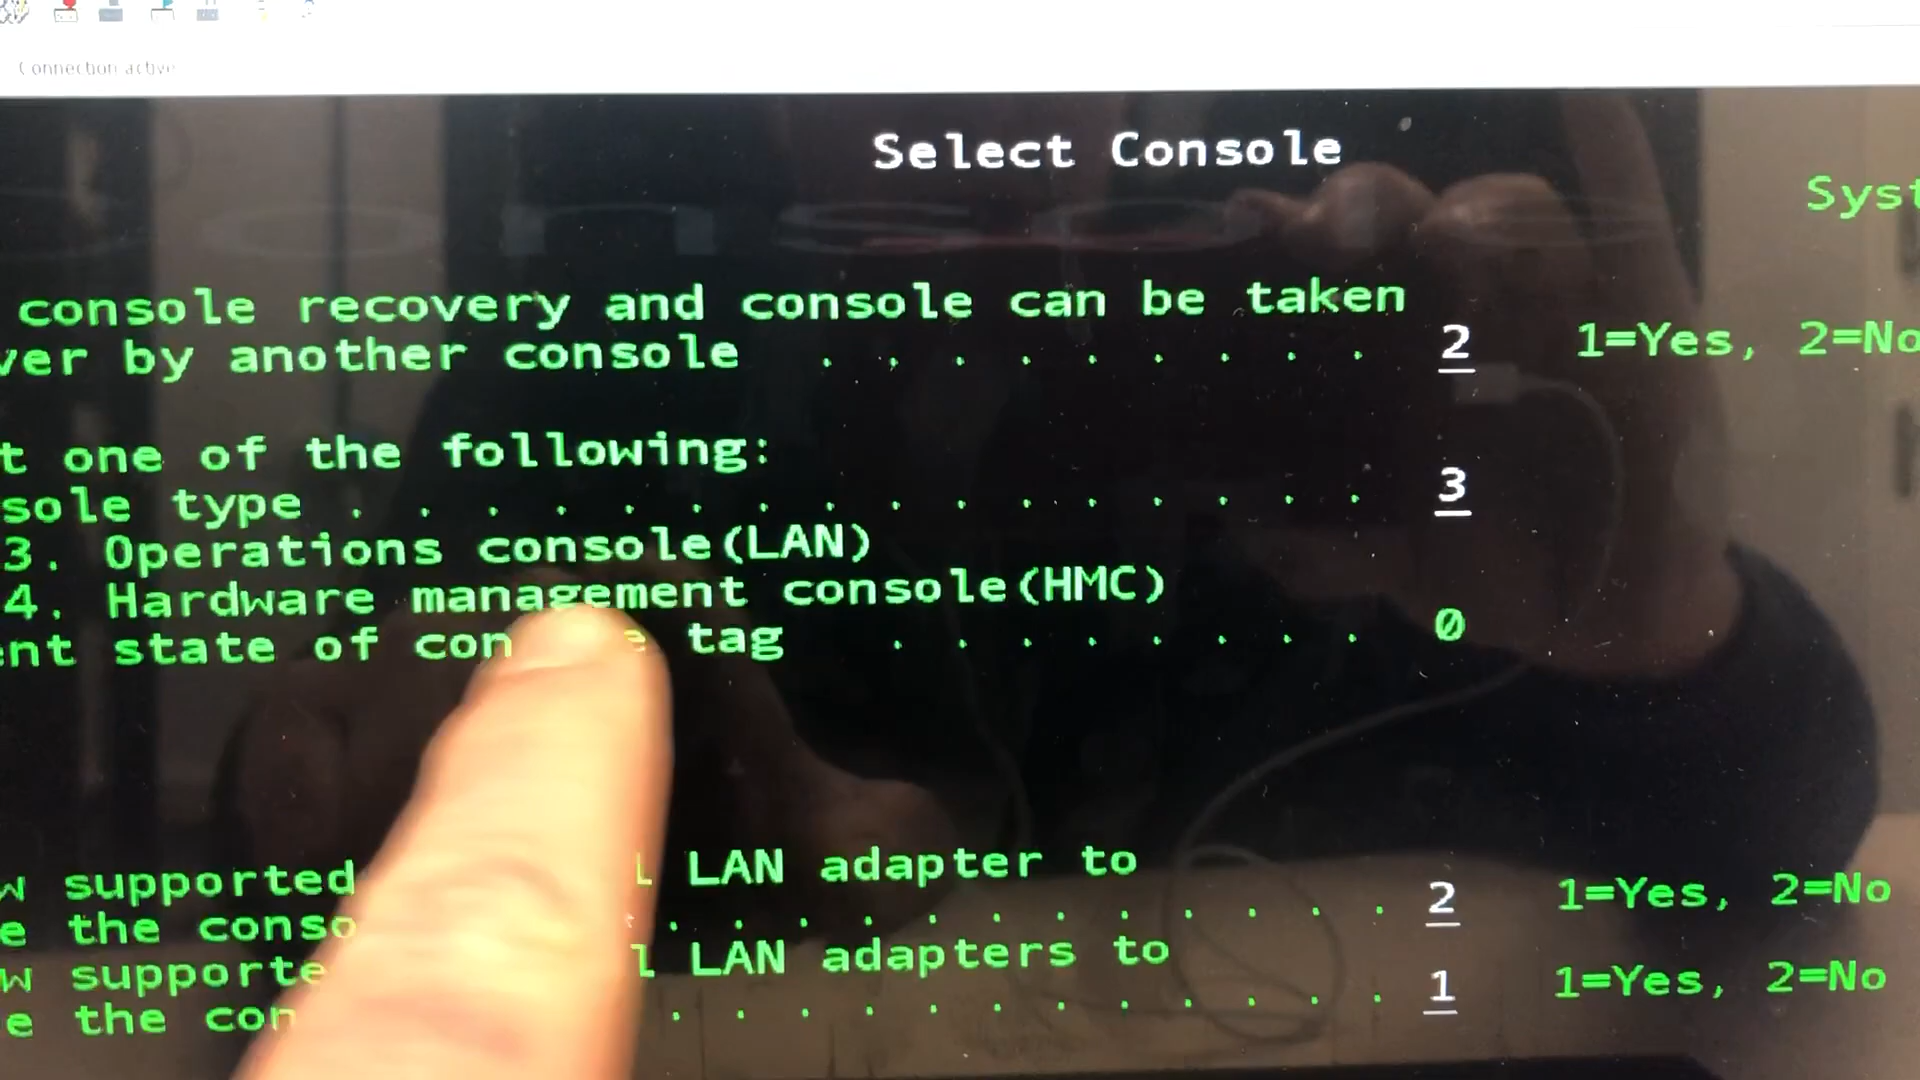 Connection active
Select Console
Syst
console recovery and console can be taken
ver by another console . . . . . . . . . 2 1=Yes, 2=No
t one of the following:
sole type . . . . . . . . . . . . . . . . 3
3. Operations console(LAN)
4. Hardware management console(HMC)
ent state of con e tag . . . . . . . . 0
w supported l LAN adapter to
e the conso . . . . . . . . . . . 2 1=Yes, 2=No
w supporte l LAN adapters to
e the con . . . . . . . . . . . . 1 1=Yes, 2=No